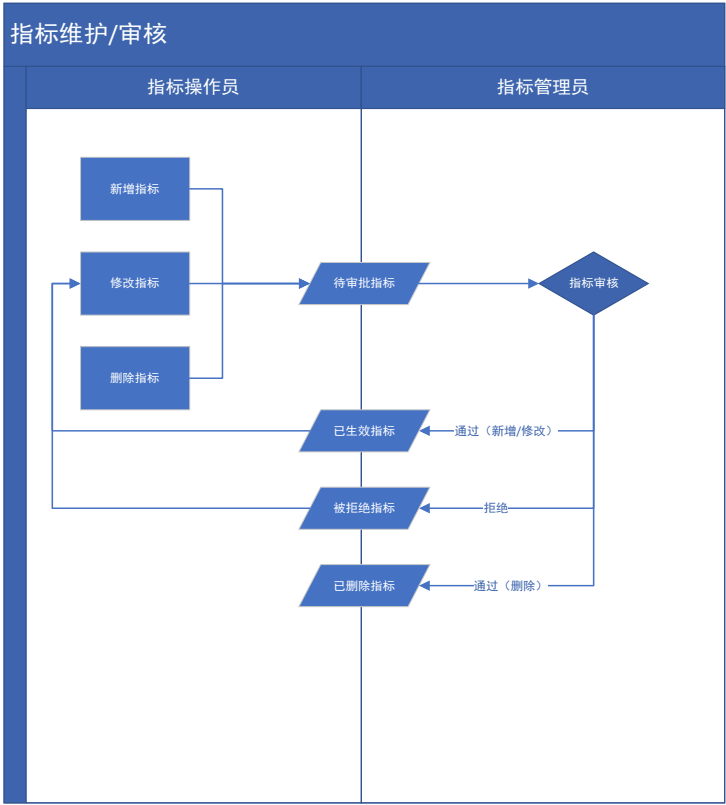 指标维护/审核
指标操作员
指标管理员
新增指标
修改指标
待审批指标
指标审核
删除指标
已生效指标
通过（新增/修改）
被拒绝指标
拒绝
已删除指标
通过（删除）